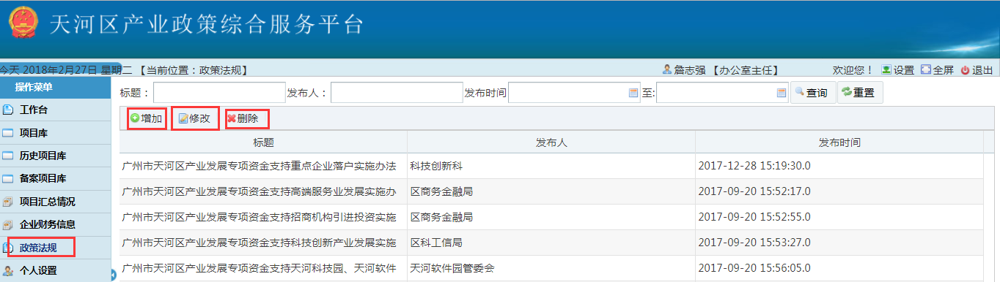 天河区产业政策综合服务平台
今天 2018年2月27日 星期二 【当前位置：政策法规】 詹志强 【办公室主任】 欢迎您！ 设置 全屏 退出
操作菜单
标题： 发布人： 发布时间 至: 查询 重置
工作台
增加 修改 删除
项目库
标题 发布人 发布时间
历史项目库
广州市天河区产业发展专项资金支持重点企业落户实施办法 科技创新科 2017-12-28 15:19:30.0
备案项目库
广州市天河区产业发展专项资金支持高端服务业发展实施办 区商务金融局 2017-09-20 15:52:17.0
项目汇总情况
广州市天河区产业发展专项资金支持招商机构引进投资实施 区商务金融局 2017-09-20 15:52:55.0
企业财务信息
广州市天河区产业发展专项资金支持科技创新产业发展实施 区科工信局 2017-09-20 15:53:27.0
政策法规
广州市天河区产业发展专项资金支持天河科技园、天河软件 天河软件园管委会 2017-09-20 15:56:05.0
个人设置